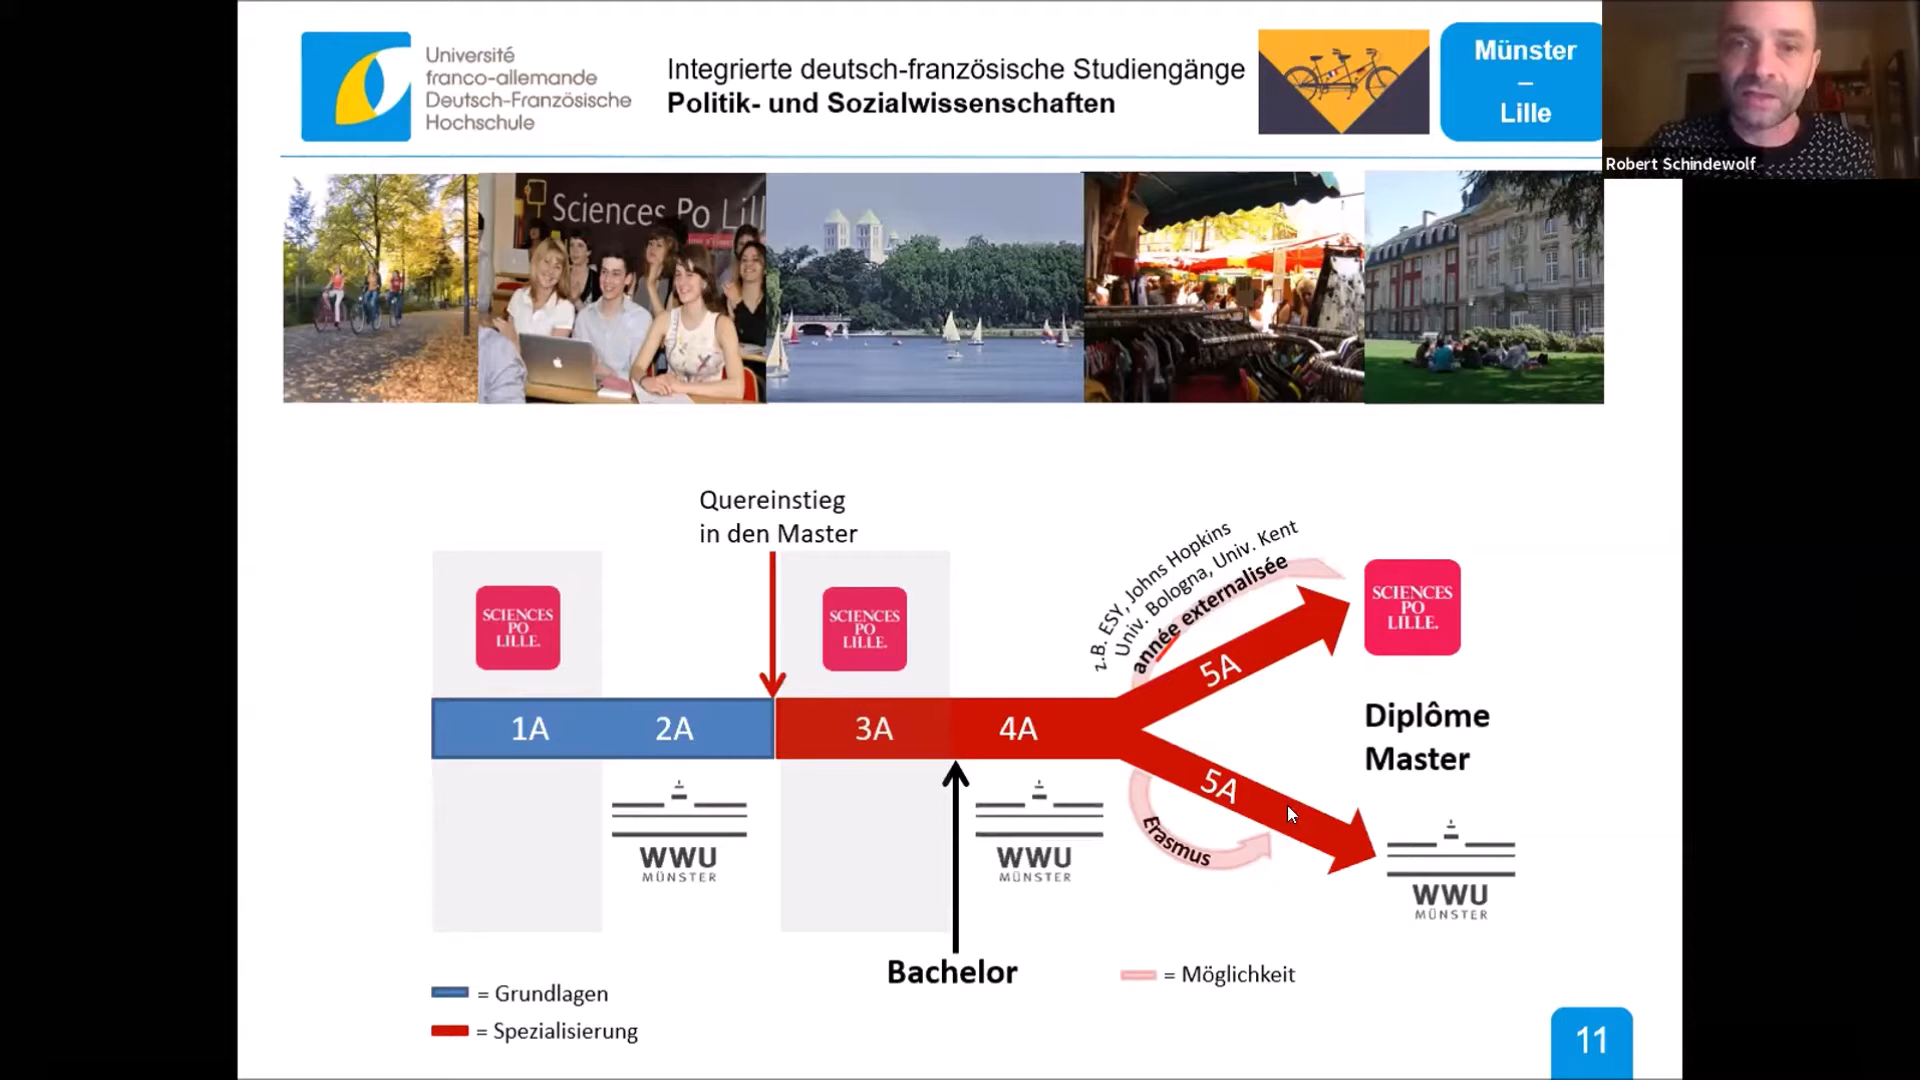 Université
franco-allemande
Deutsch-Französische
Hochschule
Integrierte deutsch-französische Studiengänge
Politik- und Sozialwissenschaften
Münster
–
Lille
Robert Schindewolf
Sciences Po Lill
Quereinstieg
in den Master
SCIENCES
PO
LILLE.
SCIENCES
PO
LILLE.
z.B. ESY, Johns Hopkins
Univ. Bologna, Univ. Kent
année externalisée
SCIENCES
PO
LILLE.
1A
2A
3A
4A
5A
5A
Diplôme
Master
Erasmus
WWU
MÜNSTER
WWU
MÜNSTER
WWU
MÜNSTER
Bachelor
= Möglichkeit
= Grundlagen
= Spezialisierung
11